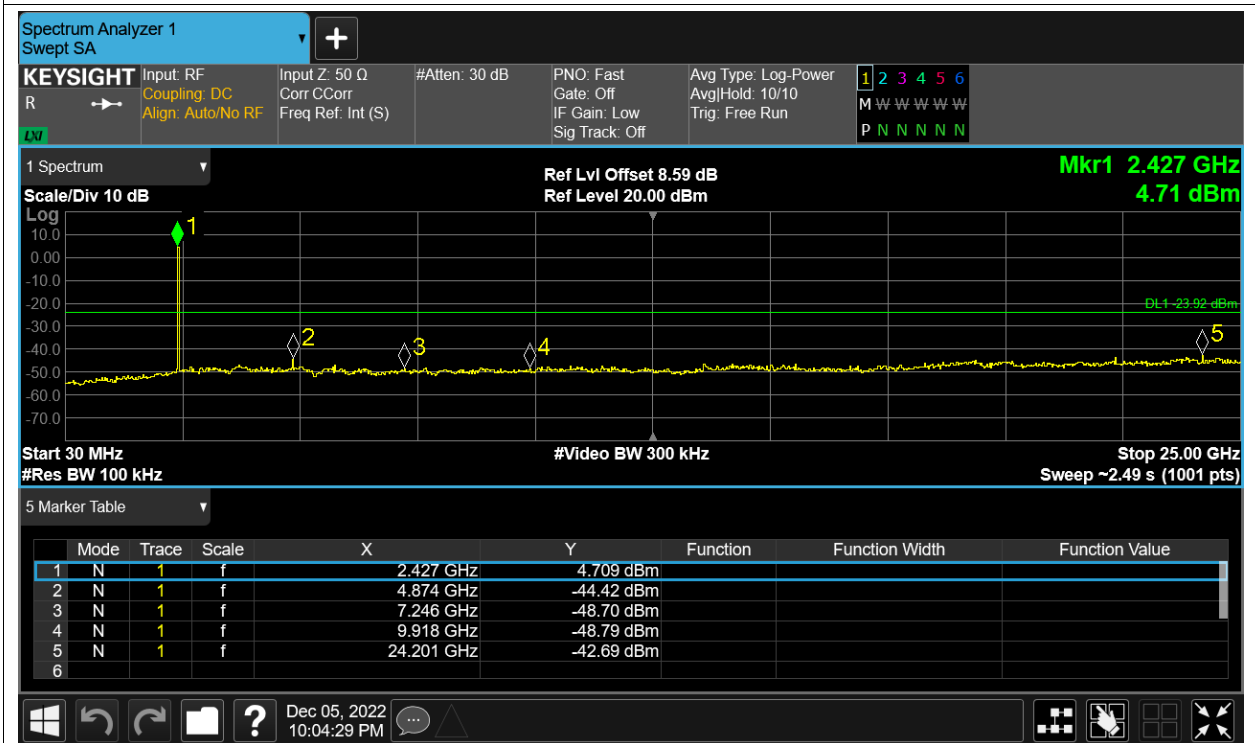 Spectrum Analyzer 1
Swept SA
+
KEYSIGHT Input: RF Input Z: 50 Ω #Atten: 30 dB PNO: Fast Avg Type: Log-Power 1 2 3 4 5 6
R Coupling: DC Corr CCorr Gate: Off Avg|Hold: 10/10 M W W W W W
Align: Auto/No RF Freq Ref: Int (S) IF Gain: Low Trig: Free Run
LXI Sig Track: Off P N N N N N
1 Spectrum Ref Lvl Offset 8.59 dB Mkr1 2.427 GHz
Scale/Div 10 dB Ref Level 20.00 dBm 4.71 dBm
Log
1
10.0
0.00
-10.0
-20.0
DL1 -23.92 dBm
-30.0
2 3 4 5
-40.0
-50.0
-60.0
-70.0
Start 30 MHz #Video BW 300 kHz Stop 25.00 GHz
#Res BW 100 kHz Sweep ~2.49 s (1001 pts)
5 Marker Table
Mode Trace Scale X Y Function Function Width Function Value
1 N 1 f 2.427 GHz 4.709 dBm
2 N 1 f 4.874 GHz -44.42 dBm
3 N 1 f 7.246 GHz -48.70 dBm
4 N 1 f 9.918 GHz -48.79 dBm
5 N 1 f 24.201 GHz -42.69 dBm
6
? Dec 05, 2022
10:04:29 PM